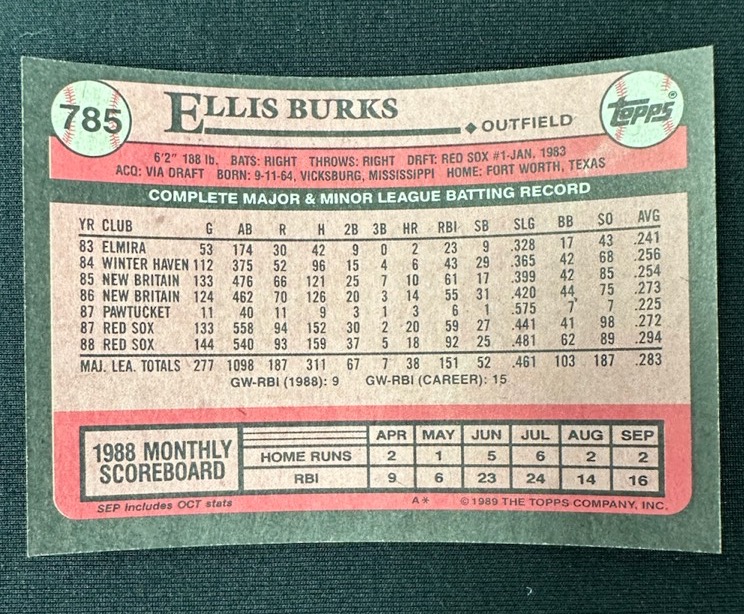 785
ELLIS BURKS
◆ OUTFIELD
TOPPS®
6'2" 188 lb. BATS: RIGHT THROWS: RIGHT DRFT: RED SOX #1-JAN, 1983
ACQ: VIA DRAFT BORN: 9-11-64, VICKSBURG, MISSISSIPPI HOME: FORT WORTH, TEXAS
COMPLETE MAJOR & MINOR LEAGUE BATTING RECORD
YR CLUB G AB R H 2B 3B HR RBI SB SLG BB SO AVG
83 ELMIRA 53 174 30 42 9 0 2 23 9 .328 17 43 .241
84 WINTER HAVEN 112 375 52 96 15 4 6 43 29 .365 42 68 .256
85 NEW BRITAIN 133 476 66 121 25 7 10 61 17 .399 42 85 .254
86 NEW BRITAIN 124 462 70 126 20 3 14 55 31 .420 44 75 .273
87 PAWTUCKET 11 40 11 9 3 1 3 6 1 .575 7 7 .225
87 RED SOX 133 558 94 152 30 2 20 59 27 .441 41 98 .272
88 RED SOX 144 540 93 159 37 5 18 92 25 .481 62 89 .294
MAJ. LEA. TOTALS 277 1098 187 311 67 7 38 151 52 .461 103 187 .283
GW-RBI (1988): 9 GW-RBI (CAREER): 15
1988 MONTHLY
SCOREBOARD
APR MAY JUN JUL AUG SEP
HOME RUNS 2 1 5 6 2 2
RBI 9 6 23 24 14 16
SEP Includes OCT stats
A*
© 1989 THE TOPPS COMPANY, INC.